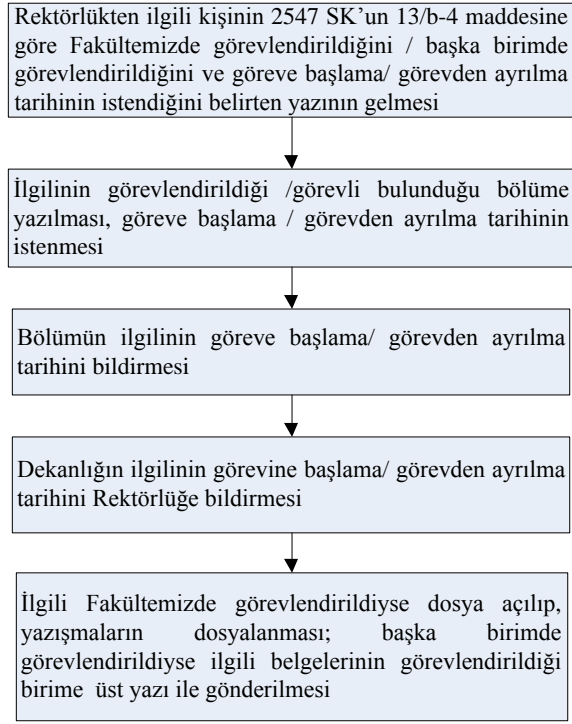 Rektörlükten ilgili kişinin 2547 SK’un 13/b-4 maddesine
göre Fakültemizde görevlendirildiğini / başka birimde
görevlendirildiğini ve göreve başlama/ görevden ayrılma
tarihinin istendiğini belirten yazının gelmesi
İlgilinin görevlendirildiği /görevli bulunduğu bölüme
yazılması, göreve başlama / görevden ayrılma tarihinin
istenmesi
Bölümün ilgilinin göreve başlama/ görevden ayrılma
tarihini bildirmesi
Dekanlığın ilgilinin görevine başlama/ görevden ayrılma
tarihini Rektörlüğe bildirmesi
İlgili Fakültemizde görevlendirildiyse dosya açılıp,
yazışmaların dosyalanması; başka birimde
görevlendirildiyse ilgili belgelerinin görevlendirildiği
birime üst yazı ile gönderilmesi